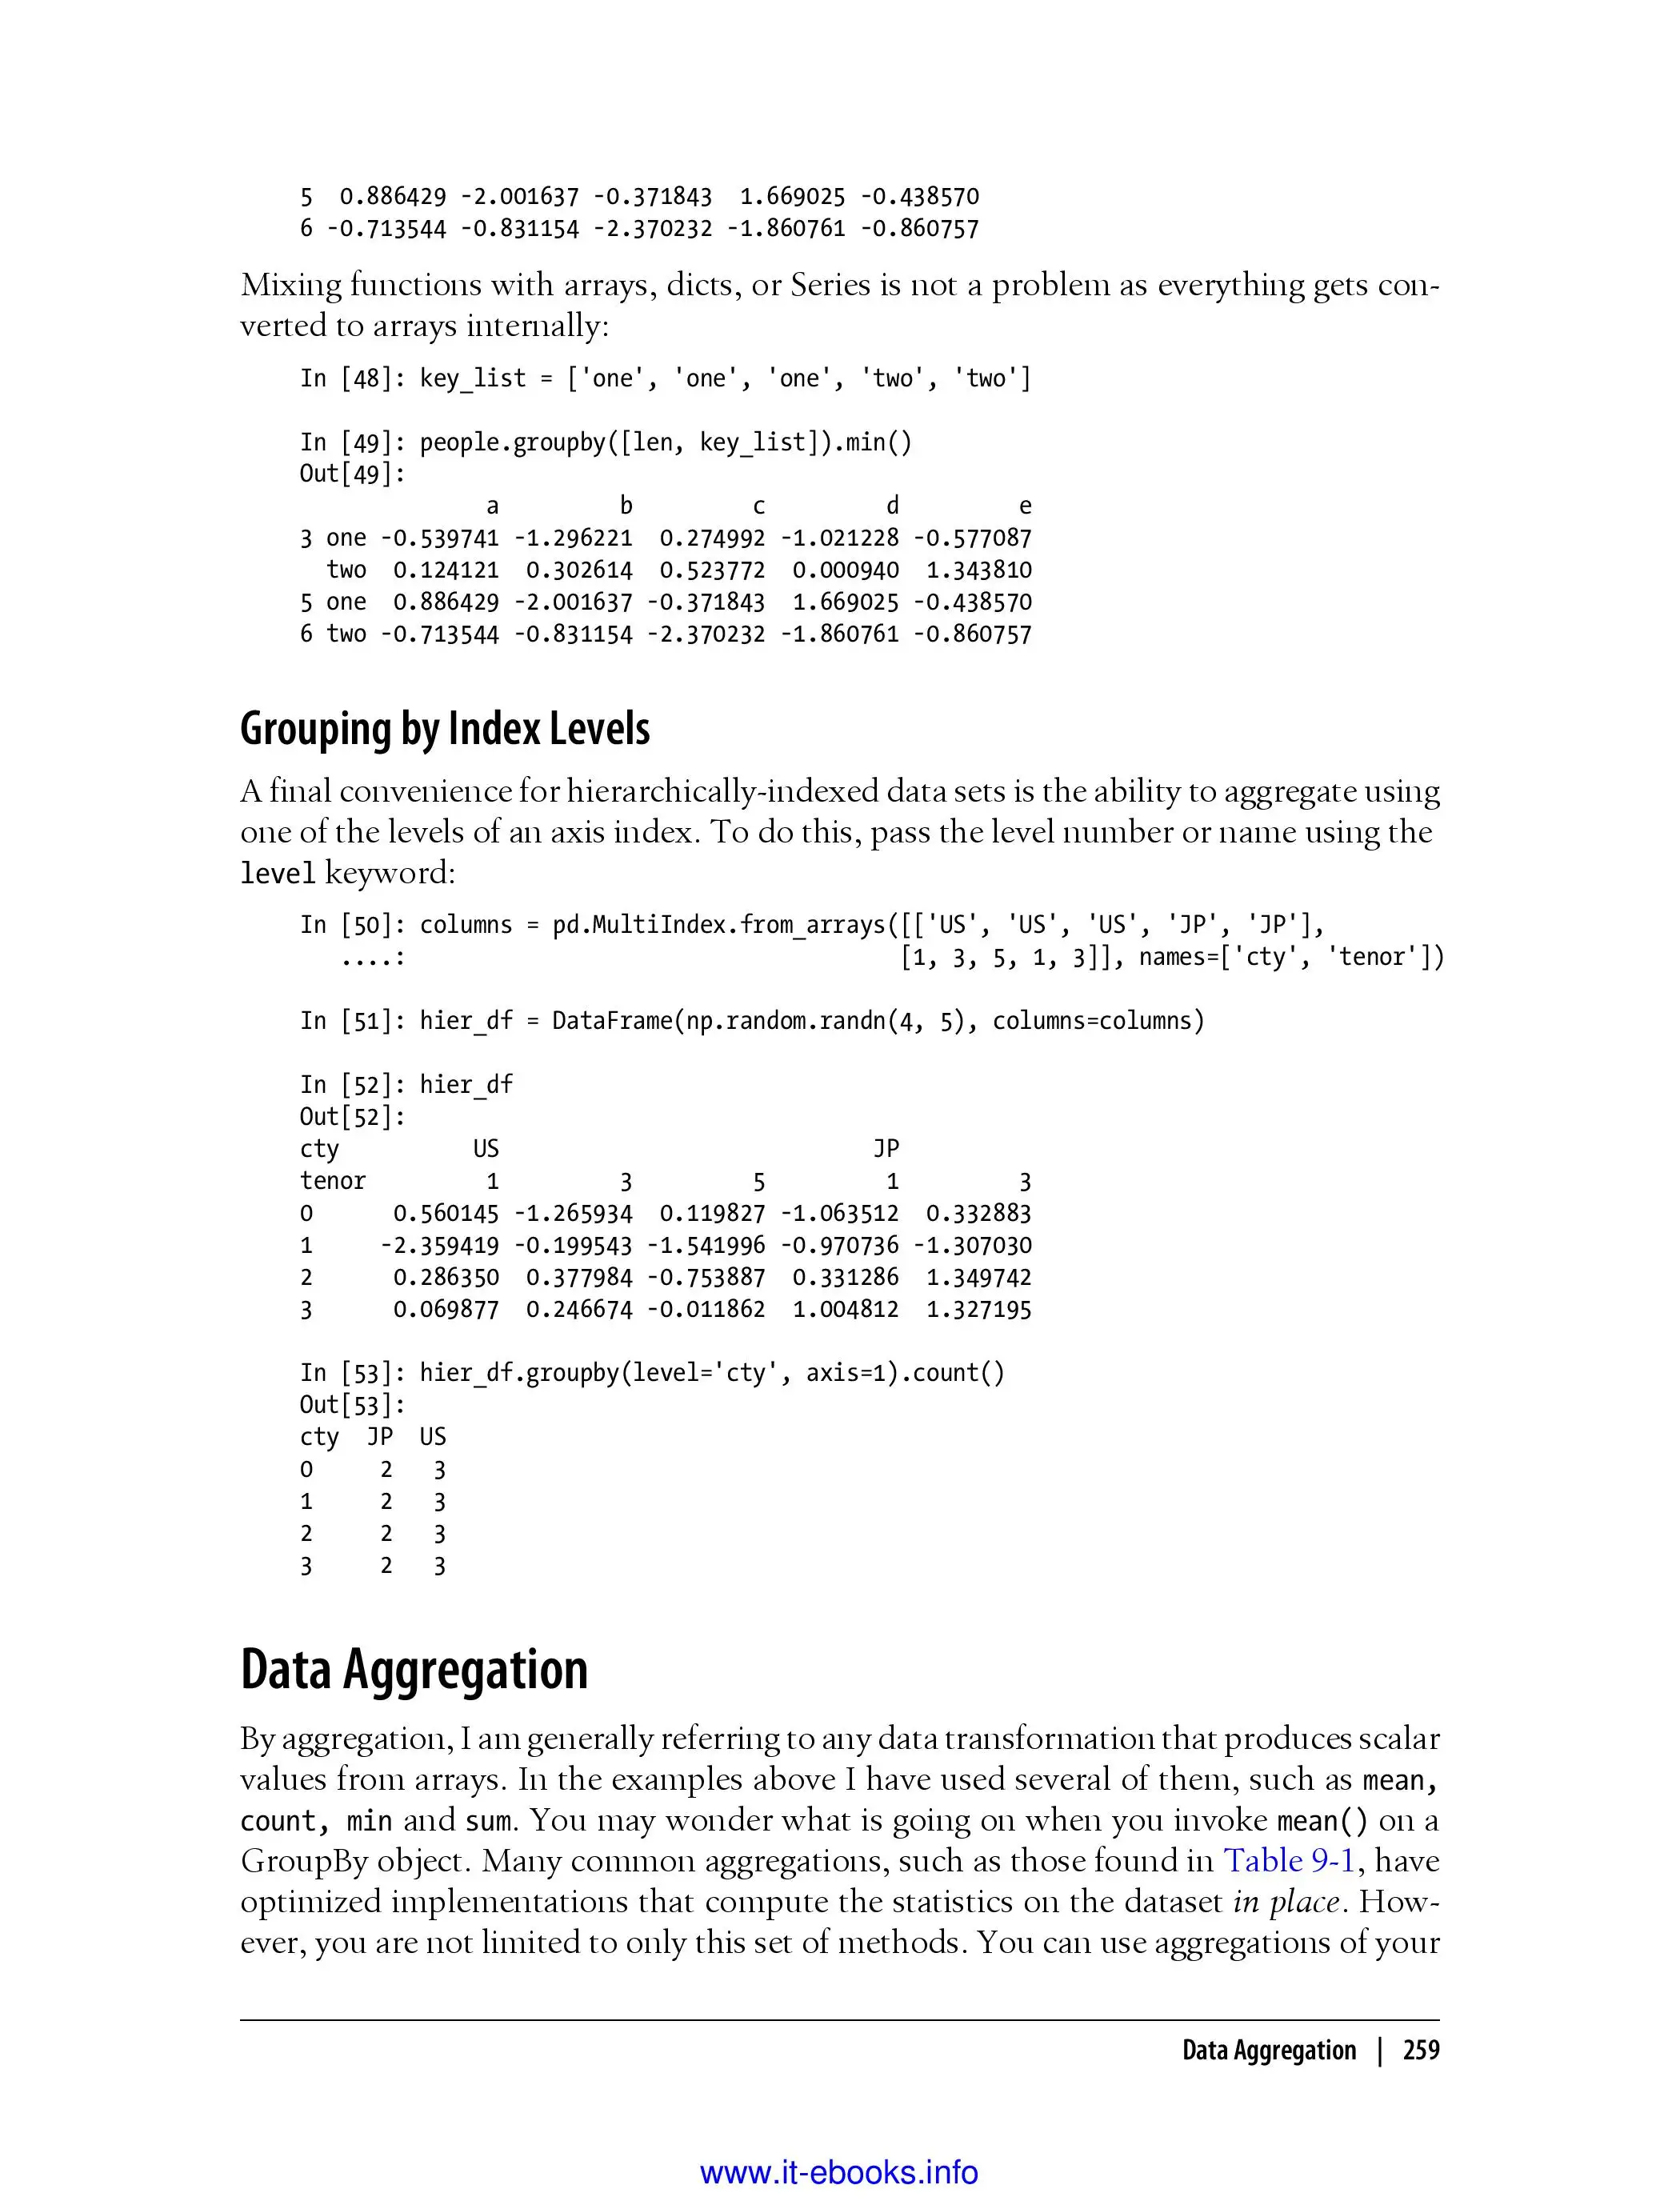 5  0.886429 -2.001637 -0.371843  1.669025 -0.438570
6 -0.713544 -0.831154 -2.370232 -1.860761 -0.860757
Mixing functions with arrays, dicts, or Series is not a problem as everything gets con-
verted to arrays internally:
In [48]: key_list = ['one', 'one', 'one', 'two', 'two']
In [49]: people.groupby([len, key_list]).min()
Out[49]:
              a         b         c         d         e
3 one -0.539741 -1.296221  0.274992 -1.021228 -0.577087
  two  0.124121  0.302614  0.523772  0.000940  1.343810
5 one  0.886429 -2.001637 -0.371843  1.669025 -0.438570
6 two -0.713544 -0.831154 -2.370232 -1.860761 -0.860757
Grouping by Index Levels
A final convenience for hierarchically-indexed data sets is the ability to aggregate using
one of the levels of an axis index. To do this, pass the level number or name using the
level keyword:
In [50]: columns = pd.MultiIndex.from_arrays([['US', 'US', 'US', 'JP', 'JP'],
   ....:                                     [1, 3, 5, 1, 3]], names=['cty', 'tenor'])
In [51]: hier_df = DataFrame(np.random.randn(4, 5), columns=columns)
In [52]: hier_df
Out[52]:
cty          US                            JP
tenor         1         3         5         1         3
0      0.560145 -1.265934  0.119827 -1.063512  0.332883
1     -2.359419 -0.199543 -1.541996 -0.970736 -1.307030
2      0.286350  0.377984 -0.753887  0.331286  1.349742
3      0.069877  0.246674 -0.011862  1.004812  1.327195
In [53]: hier_df.groupby(level='cty', axis=1).count()
Out[53]:
cty  JP  US
0     2   3
1     2   3
2     2   3
3     2   3
Data Aggregation
By aggregation, I am generally referring to any data transformation that produces scalar
values from arrays. In the examples above I have used several of them, such as mean,
count, min and sum. You may wonder what is going on when you invoke mean() on a
GroupBy object. Many common aggregations, such as those found in Table 9-1, have
optimized implementations that compute the statistics on the dataset in place. How-
ever, you are not limited to only this set of methods. You can use aggregations of your
Data Aggregation | 259
www.it-ebooks.info